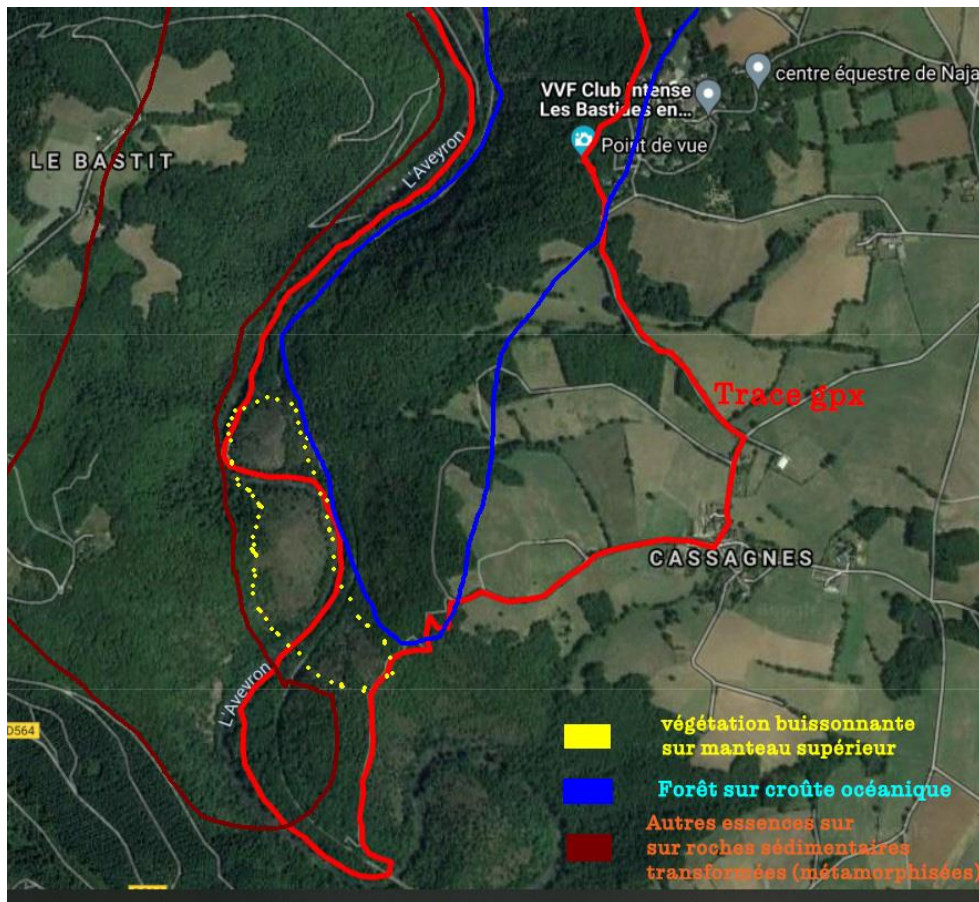 VVF Club Intense
Les Bastides en...
centre équestre de Naja
Point de vue
LE BASTIT
L'Aveyron
Trace gpx
CASSAGNES
L'Aveyron
D564
végétation buissonnante
sur manteau supérieur
Forêt sur croûte océanique
Autres essences sur
sur roches sédimentaires
transformées (métamorphisées)